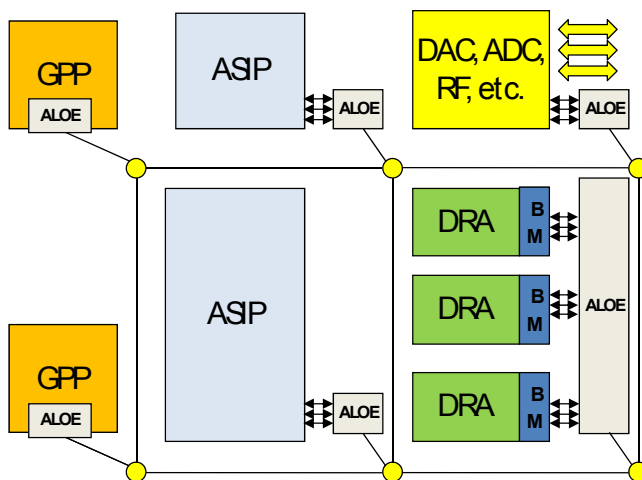 GPP
ALOE
ASIP
ALOE
DAC, ADC,
RF, etc.
ALOE
ASIP
ALOE
DRA
B
M
DRA
B
M
DRA
B
M
ALOE
GPP
ALOE